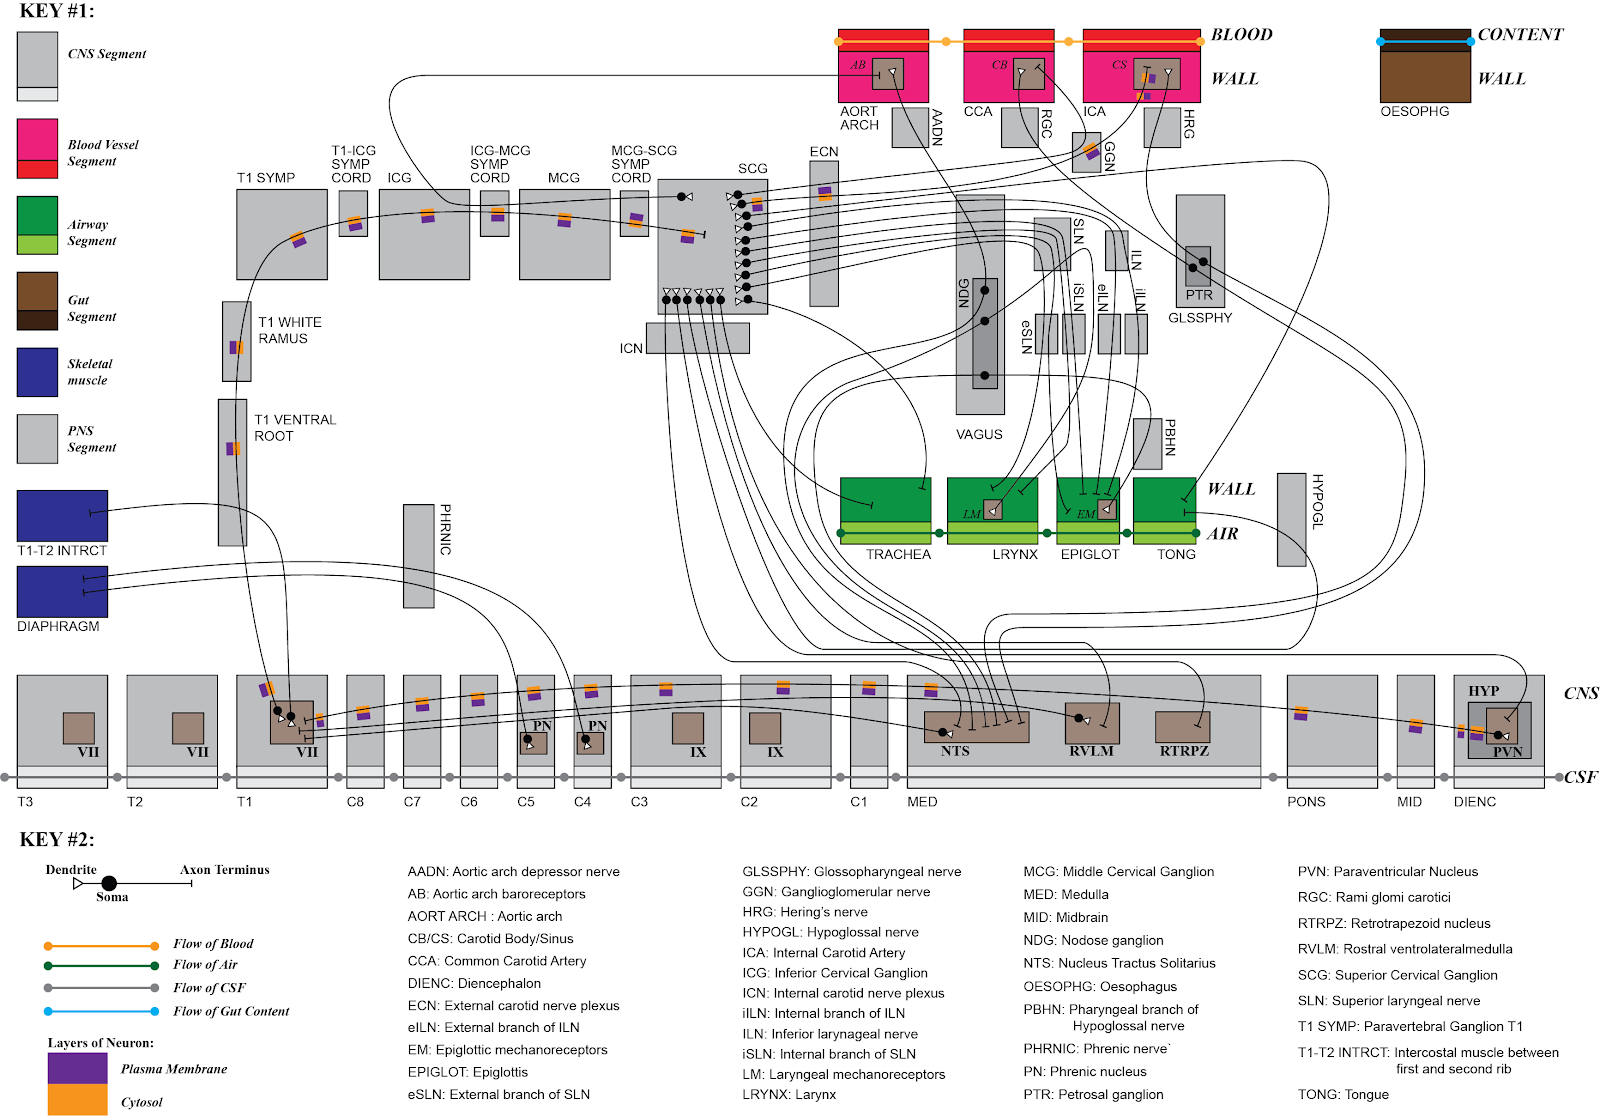 KEY #1:
CNS Segment
Blood Vessel
Segment
Airway
Segment
Gut
Segment
Skeletal
muscle
PNS
Segment
BLOOD
WALL
AB
CB
CS
AORT
ARCH
CCA
ICA
AADN
RGC
GGN
HRG
CONTENT
WALL
OESOPHG
T1 SYMP
T1-ICG
SYMP
CORD
ICG
ICG-MCG
SYMP
CORD
MCG
MCG-SCG
SYMP
CORD
SCG
ECN
ICN
T1 WHITE
RAMUS
T1 VENTRAL
ROOT
NDG
VAGUS
SLN
ILN
eSLN
iSLN
eILN
iILN
PTR
GLSSPHY
PBHN
HYPOGL
T1-T2 INTRCT
DIAPHRAGM
PHRNIC
LM
EM
WALL
AIR
TRACHEA
LRYNX
EPIGLOT
TONG
VII
VII
VII
PN
PN
IX
IX
NTS
RVLM
RTRPZ
HYP
PVN
CNS
CSF
T3
T2
T1
C8
C7
C6
C5
C4
C3
C2
C1
MED
PONS
MID
DIENC
KEY #2:
Dendrite
Axon Terminus
Soma
Flow of Blood
Flow of Air
Flow of CSF
Flow of Gut Content
Layers of Neuron:
Plasma Membrane
Cytosol
AADN: Aortic arch depressor nerve
AB: Aortic arch baroreceptors
AORT ARCH : Aortic arch
CB/CS: Carotid Body/Sinus
CCA: Common Carotid Artery
DIENC: Diencephalon
ECN: External carotid nerve plexus
eILN: External branch of ILN
EM: Epiglottic mechanoreceptors
EPIGLOT: Epiglottis
eSLN: External branch of SLN
GLSSPHY: Glossopharyngeal nerve
GGN: Ganglioglomerular nerve
HRG: Hering's nerve
HYPOGL: Hypoglossal nerve
ICA: Internal Carotid Artery
ICG: Inferior Cervical Ganglion
ICN: Internal carotid nerve plexus
iILN: Internal branch of ILN
ILN: Inferior larynageal nerve
iSLN: Internal branch of SLN
LM: Laryngeal mechanoreceptors
LRYNX: Larynx
MCG: Middle Cervical Ganglion
MED: Medulla
MID: Midbrain
NDG: Nodose ganglion
NTS: Nucleus Tractus Solitarius
OESOPHG: Oesophagus
PBHN: Pharyngeal branch of
Hypoglossal nerve
PHRNIC: Phrenic nerve`
PN: Phrenic nucleus
PTR: Petrosal ganglion
PVN: Paraventricular Nucleus
RGC: Rami glomi carotici
RTRPZ: Retrotrapezoid nucleus
RVLM: Rostral ventrolateralmedulla
SCG: Superior Cervical Ganglion
SLN: Superior laryngeal nerve
T1 SYMP: Paravertebral Ganglion T1
T1-T2 INTRCT: Intercostal muscle between
first and second rib
TONG: Tongue